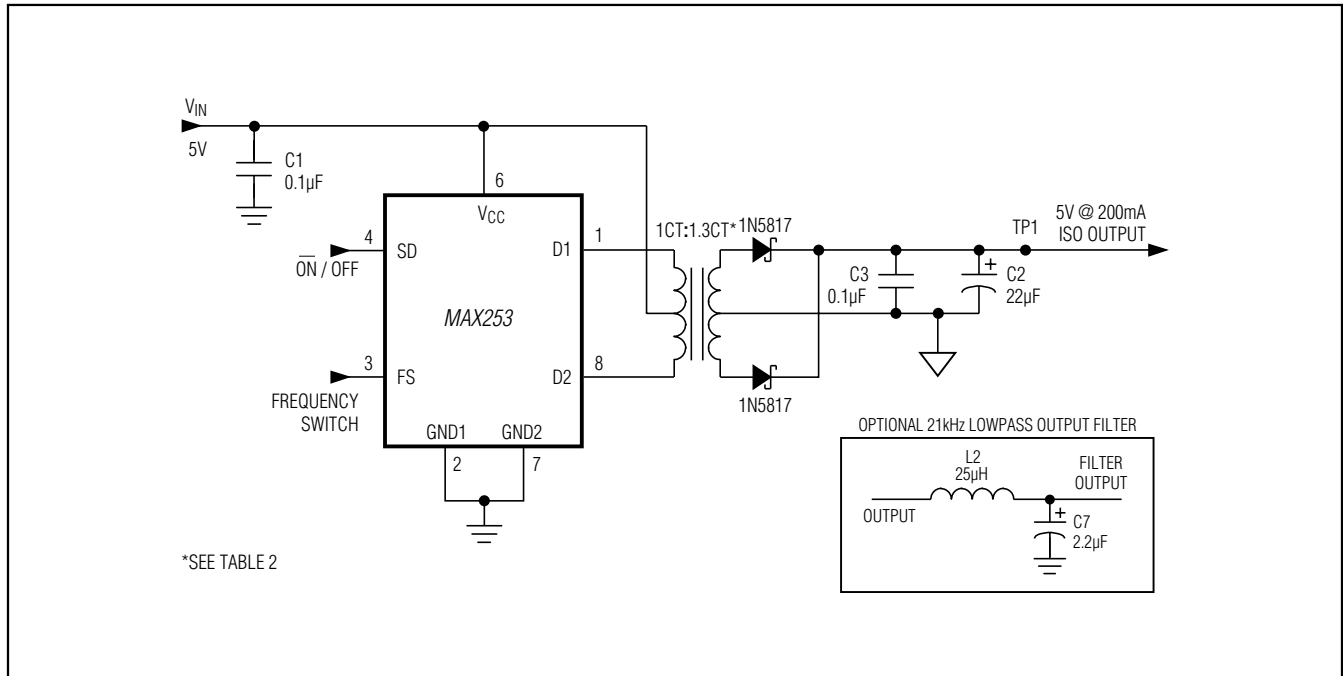 VIN
5V
C1
0.1µF
6
VCC
4
SD
ON / OFF
MAX253
3
FS
FREQUENCY
SWITCH
GND1
GND2
2
7
D1
1
D2
8
1CT:1.3CT*
1N5817
1N5817
C3
0.1µF
+
C2
22µF
TP1
5V @ 200mA
ISO OUTPUT
OPTIONAL 21kHz LOWPASS OUTPUT FILTER
L2
25µH
OUTPUT
FILTER
OUTPUT
+
C7
2.2µF
*SEE TABLE 2